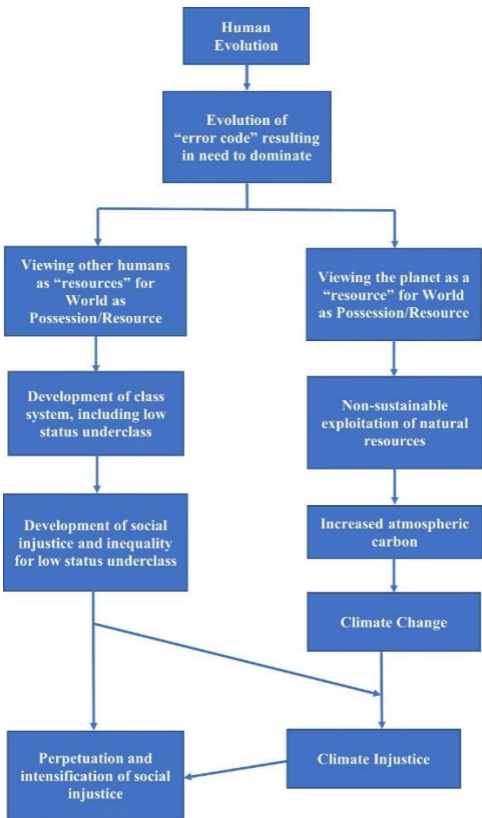 Human
Evolution
Evolution of
“error code” resulting
in need to dominate
Viewing other humans
as “resources” for
World as
Possession/Resource
Viewing the planet as a
“resource” for World
as Possession/Resource
Development of class
system, including low
status underclass
Non-sustainable
exploitation of natural
resources
Development of social
injustice and inequality
for low status underclass
Increased atmospheric
carbon
Climate Change
Perpetuation and
intensification of social
injustice
Climate Injustice